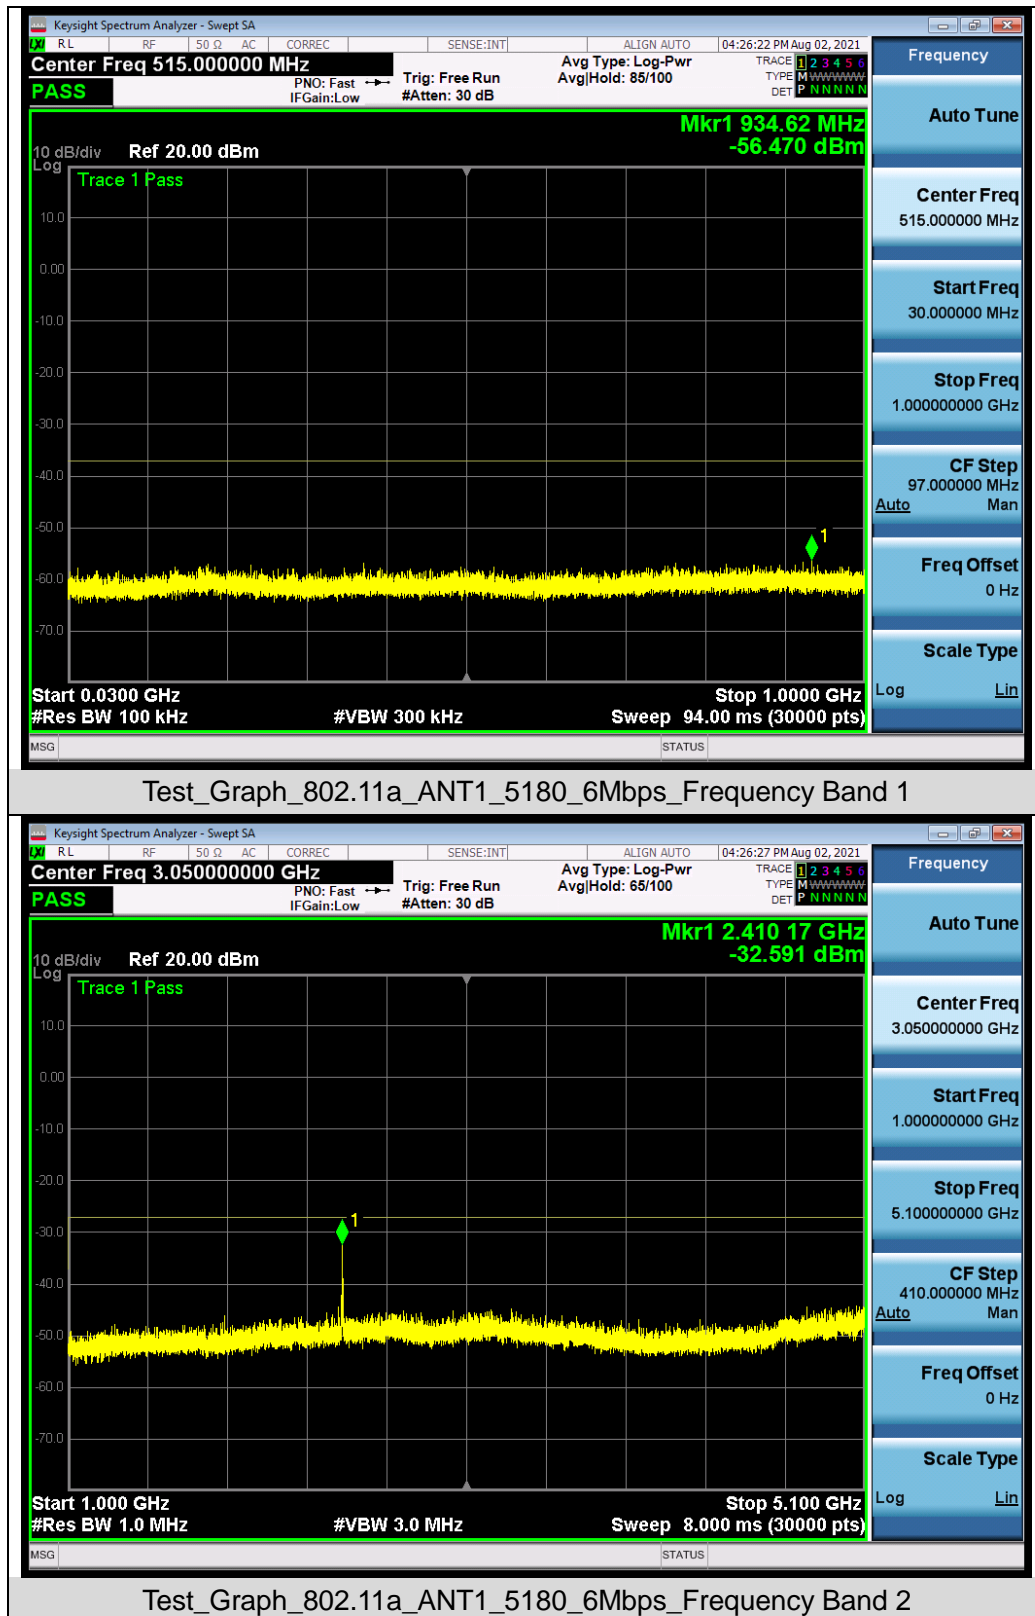 Keysight Spectrum Analyzer - Swept SA
LXI RL RF 50 Ω AC CORREC SENSE:INT ALIGN AUTO 04:26:22 PM Aug 02, 2021
Center Freq 515.000000 MHz
PASS
PNO: Fast
IFGain:Low
Trig: Free Run
#Atten: 30 dB
Avg Type: Log-Pwr
Avg|Hold: 85/100
TRACE 1 2 3 4 5 6
TYPE M WWWWW
DET P N N N N N
Mkr1 934.62 MHz
-56.470 dBm
10 dB/div
Log
Ref 20.00 dBm
Trace 1 Pass
10.0
0.00
-10.0
-20.0
-30.0
-40.0
-50.0
-60.0
-70.0
1
Start 0.0300 GHz
Stop 1.0000 GHz
#Res BW 100 kHz
#VBW 300 kHz
Sweep 94.00 ms (30000 pts)
MSG
STATUS
Frequency
Auto Tune
Center Freq
515.000000 MHz
Start Freq
30.000000 MHz
Stop Freq
1.000000000 GHz
CF Step
97.000000 MHz
Auto Man
Freq Offset
0 Hz
Scale Type
Log Lin
Test_Graph_802.11a_ANT1_5180_6Mbps_Frequency Band 1
Keysight Spectrum Analyzer - Swept SA
LXI RL RF 50 Ω AC CORREC SENSE:INT ALIGN AUTO 04:26:27 PM Aug 02, 2021
Center Freq 3.050000000 GHz
PASS
PNO: Fast
IFGain:Low
Trig: Free Run
#Atten: 30 dB
Avg Type: Log-Pwr
Avg|Hold: 65/100
TRACE 1 2 3 4 5 6
TYPE M WWWWW
DET P N N N N N
Mkr1 2.410 17 GHz
-32.591 dBm
10 dB/div
Log
Ref 20.00 dBm
Trace 1 Pass
10.0
0.00
-10.0
-20.0
-30.0
-40.0
-50.0
-60.0
-70.0
1
Start 1.000 GHz
Stop 5.100 GHz
#Res BW 1.0 MHz
#VBW 3.0 MHz
Sweep 8.000 ms (30000 pts)
MSG
STATUS
Frequency
Auto Tune
Center Freq
3.050000000 GHz
Start Freq
1.000000000 GHz
Stop Freq
5.100000000 GHz
CF Step
410.000000 MHz
Auto Man
Freq Offset
0 Hz
Scale Type
Log Lin
Test_Graph_802.11a_ANT1_5180_6Mbps_Frequency Band 2